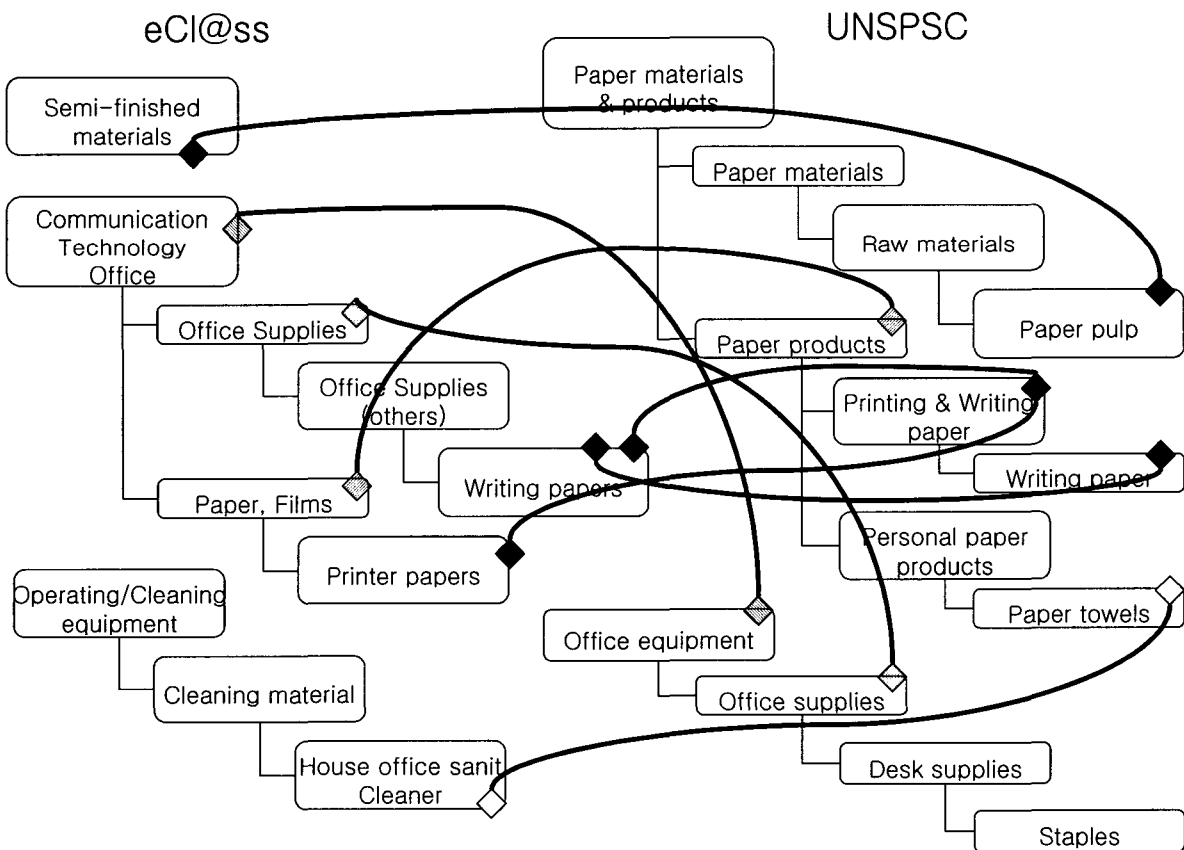 eCl@ss
UNSPSC
Semi-finished
materials
Communication
Technology
Office
Office Supplies
Office Supplies
(others)
Writing papers
Paper, Films
Printer papers
Operating/Cleaning
equipment
Cleaning material
House office sanit
Cleaner
Paper materials
& products
Paper materials
Raw materials
Paper pulp
Paper products
Printing & Writing
paper
Writing paper
Personal paper
products
Paper towels
Office equipment
Office supplies
Desk supplies
Staples